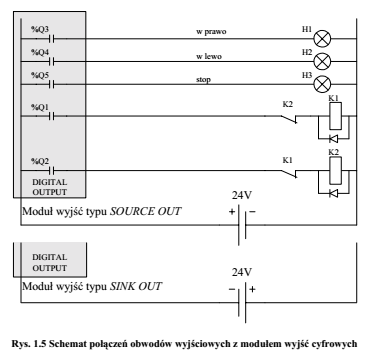 %Q3 w prawo H1
%Q4 w lewo H2
%Q5 stop H3
%Q1 K2 K1
%Q2 K1 K2
DIGITAL
OUTPUT
24V
Moduł wyjść typu SOURCE OUT + −
DIGITAL
OUTPUT
24V
Moduł wyjść typu SINK OUT − +
Rys. 1.5 Schemat połączeń obwodów wyjściowych z modułem wyjść cyfrowych